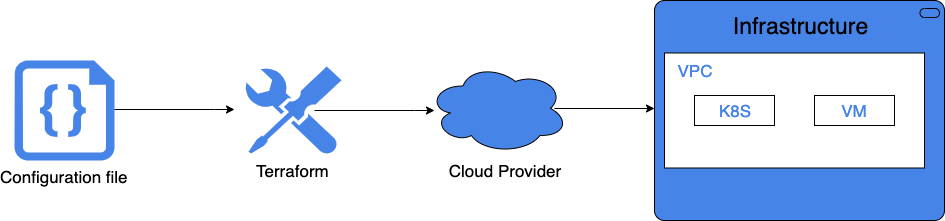 Infrastructure
VPC
K8S
VM
Configuration file
Terraform
Cloud Provider